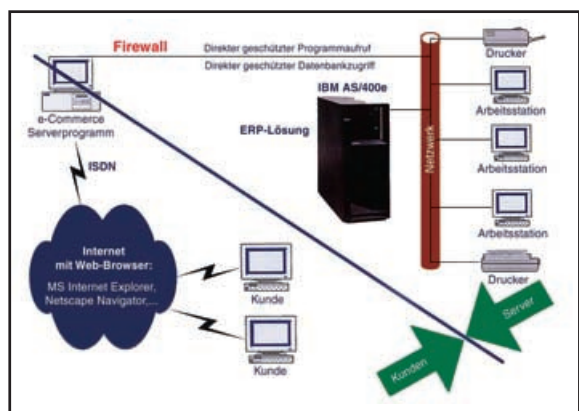 Firewall
Direkter geschützter Programmaufruf
Direkter geschützter Datenbankzugriff
Drucker
e-Commerce
Serverprogramm
IBM AS/400e
ERP-Lösung
Netzwerk
Arbeitsstation
Arbeitsstation
Arbeitsstation
Drucker
ISDN
Internet
mit Web-Browser:
MS Internet Explorer,
Netscape Navigator,...
Kunde
Kunde
Server
Kunden